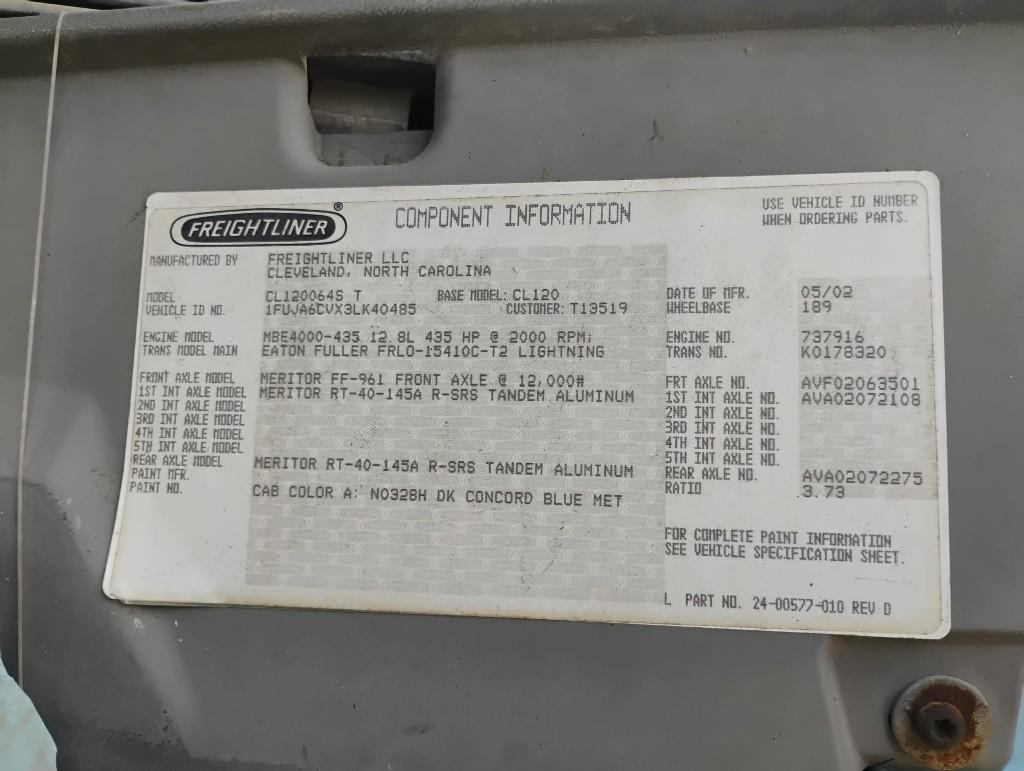 FREIGHTLINER®
COMPONENT INFORMATION
USE VEHICLE ID NUMBER
WHEN ORDERING PARTS.
MANUFACTURED BY FREIGHTLINER LLC
CLEVELAND, NORTH CAROLINA
MODEL CL120064S T BASE MODEL: CL120 DATE OF MFR. 05/02
VEHICLE ID NO. 1FUJA6CVX3LK40485 CUSTOMER: T13519 WHEELBASE 189
ENGINE MODEL MBE4000-435 12.8L 435 HP @ 2000 RPM; ENGINE NO. 737916
TRANS MODEL MAIN EATON FULLER FRLO-15410C-T2 LIGHTNING TRANS NO. K0178320
FRONT AXLE MODEL MERITOR FF-961 FRONT AXLE @ 12,000# FRT AXLE NO. AVF02063501
1ST INT AXLE MODEL MERITOR RT-40-145A R-SRS TANDEM ALUMINUM 1ST INT AXLE NO. AVA02072108
2ND INT AXLE MODEL 2ND INT AXLE NO.
3RD INT AXLE MODEL 3RD INT AXLE NO.
4TH INT AXLE MODEL 4TH INT AXLE NO.
5TH INT AXLE MODEL 5TH INT AXLE NO.
REAR AXLE MODEL MERITOR RT-40-145A R-SRS TANDEM ALUMINUM REAR AXLE NO. AVA02072275
PAINT MFR. RATIO 3.73
PAINT NO. CAB COLOR A: N0328H DK CONCORD BLUE MET
FOR COMPLETE PAINT INFORMATION
SEE VEHICLE SPECIFICATION SHEET.
L PART NO. 24-00577-010 REV D